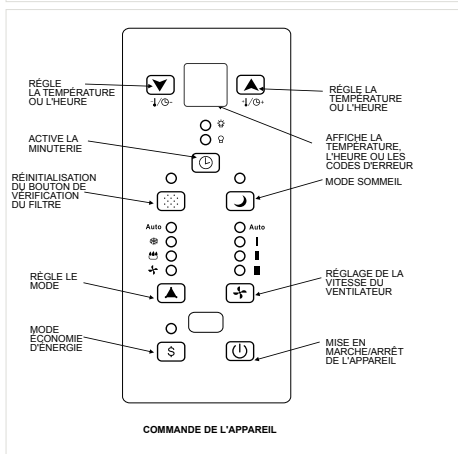 RÈGLE
LA TEMPÉRATURE
OU L'HEURE
RÈGLE LA
TEMPÉRATURE
OU L'HEURE
ACTIVE LA
MINUTERIE
AFFICHE LA
TEMPÉRATURE,
L'HEURE OU LES
CODES D'ERREUR
RÉINITIALISATION
DU BOUTON DE
VÉRIFICATION
DU FILTRE
MODE SOMMEIL
Auto
Auto
RÈGLE LE
MODE
RÉGLAGE DE LA
VITESSE DU
VENTILATEUR
MODE
ÉCONOMIE
D'ÉNERGIE
$
MISE EN
MARCHE/ARRÊT
DE L'APPAREIL
COMMANDE DE L'APPAREIL